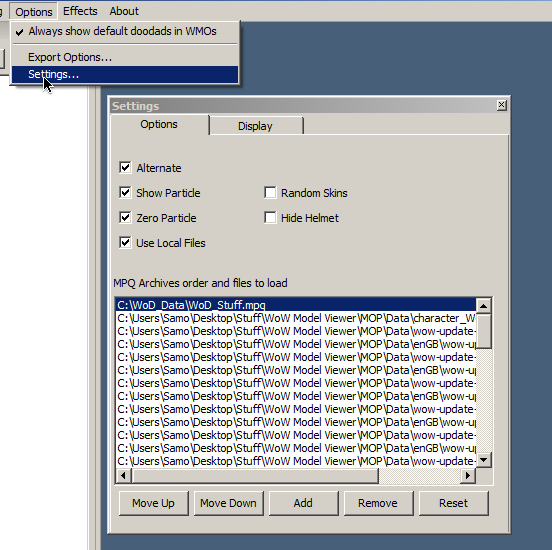 Options Effects About
Always show default doodads in WMOs
Export Options...
Settings...
Settings
Options Display
Alternate
Show Particle Random Skins
Zero Particle Hide Helmet
Use Local Files
MPQ Archives order and files to load
C:\WoD_Data\WoD_Stuff.mpq
C:\Users\Samo\Desktop\Stuff\WoW Model Viewer\MOP\Data\character_W
C:\Users\Samo\Desktop\Stuff\WoW Model Viewer\MOP\Data\wow-update-
C:\Users\Samo\Desktop\Stuff\WoW Model Viewer\MOP\Data\enGB\wow-up
C:\Users\Samo\Desktop\Stuff\WoW Model Viewer\MOP\Data\wow-update-
C:\Users\Samo\Desktop\Stuff\WoW Model Viewer\MOP\Data\enGB\wow-up
C:\Users\Samo\Desktop\Stuff\WoW Model Viewer\MOP\Data\wow-update-
C:\Users\Samo\Desktop\Stuff\WoW Model Viewer\MOP\Data\enGB\wow-up
C:\Users\Samo\Desktop\Stuff\WoW Model Viewer\MOP\Data\wow-update-
C:\Users\Samo\Desktop\Stuff\WoW Model Viewer\MOP\Data\enGB\wow-up
C:\Users\Samo\Desktop\Stuff\WoW Model Viewer\MOP\Data\wow-update-
C:\Users\Samo\Desktop\Stuff\WoW Model Viewer\MOP\Data\enGB\wow-up
C:\Users\Samo\Desktop\Stuff\WoW Model Viewer\MOP\Data\wow-update-
Move Up Move Down Add Remove Reset